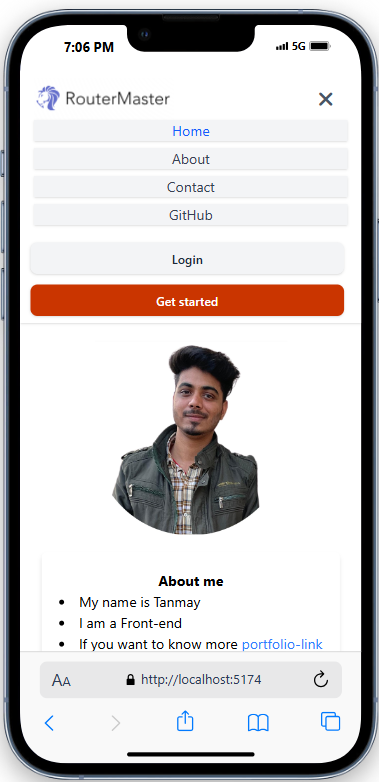 7:06 PM
5G
RouterMaster
Home
About
Contact
GitHub
Login
Get started
About me
• My name is Tanmay
• I am a Front-end
• If you want to know more portfolio-link
AA
http://localhost:5174